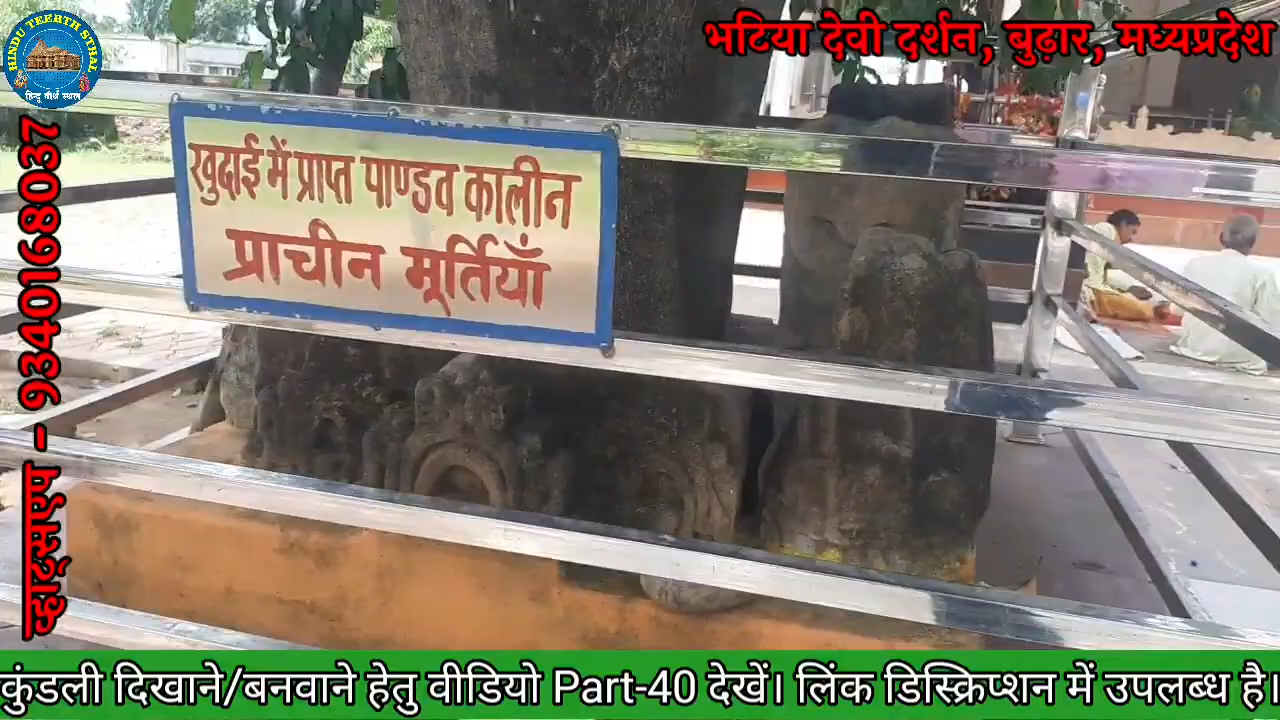 HINDU TEERTH STHAL
हिन्दू तीर्थ स्थल
भटिया देवी दर्शन, बुढ़ार, मध्यप्रदेश
व्हाट्सएप - 9340168037
खुदाई में प्राप्त पाण्डव कालीन
प्राचीन मूर्तियाँ
कुंडली दिखाने/बनवाने हेतु वीडियो Part-40 देखें। लिंक डिस्क्रिप्शन में उपलब्ध है।